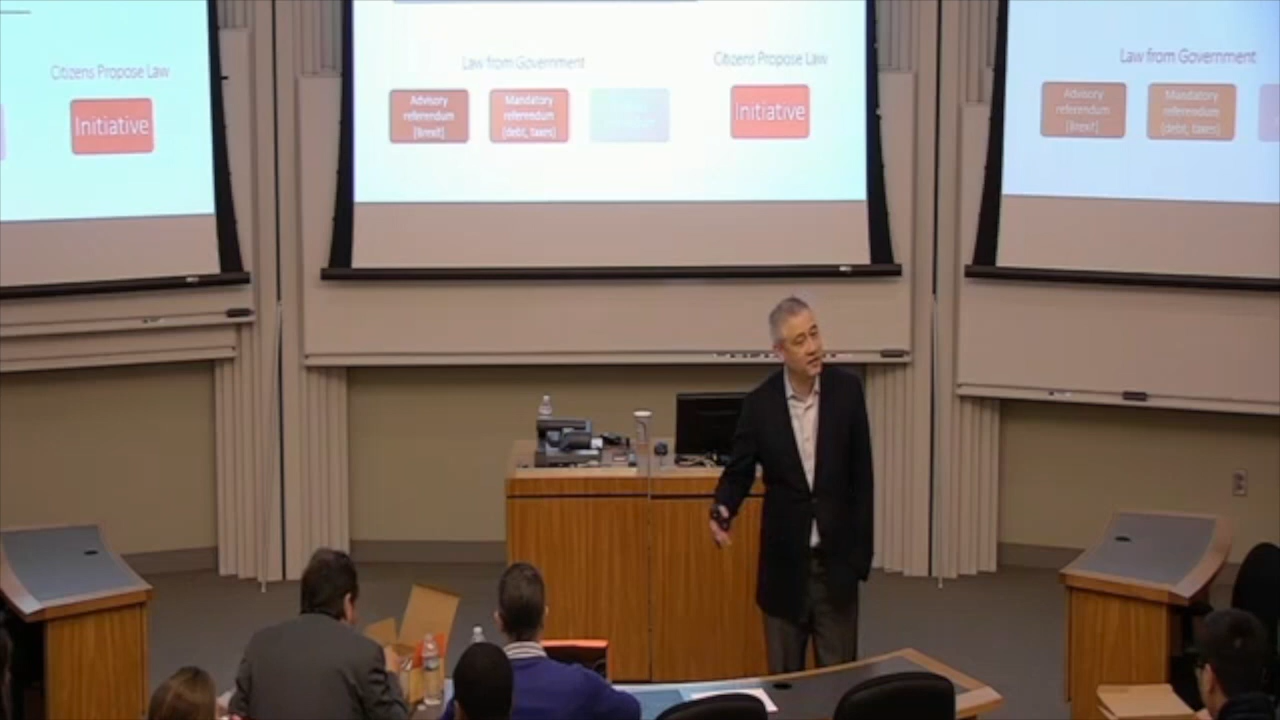 Citizens Propose Law
Initiative
Law from Government
Citizens Propose Law
Advisory
referendum
(Brexit)
Mandatory
referendum
(debt, taxes)
Initiative
Law from Government
Advisory
referendum
(Brexit)
Mandatory
referendum
(debt, taxes)